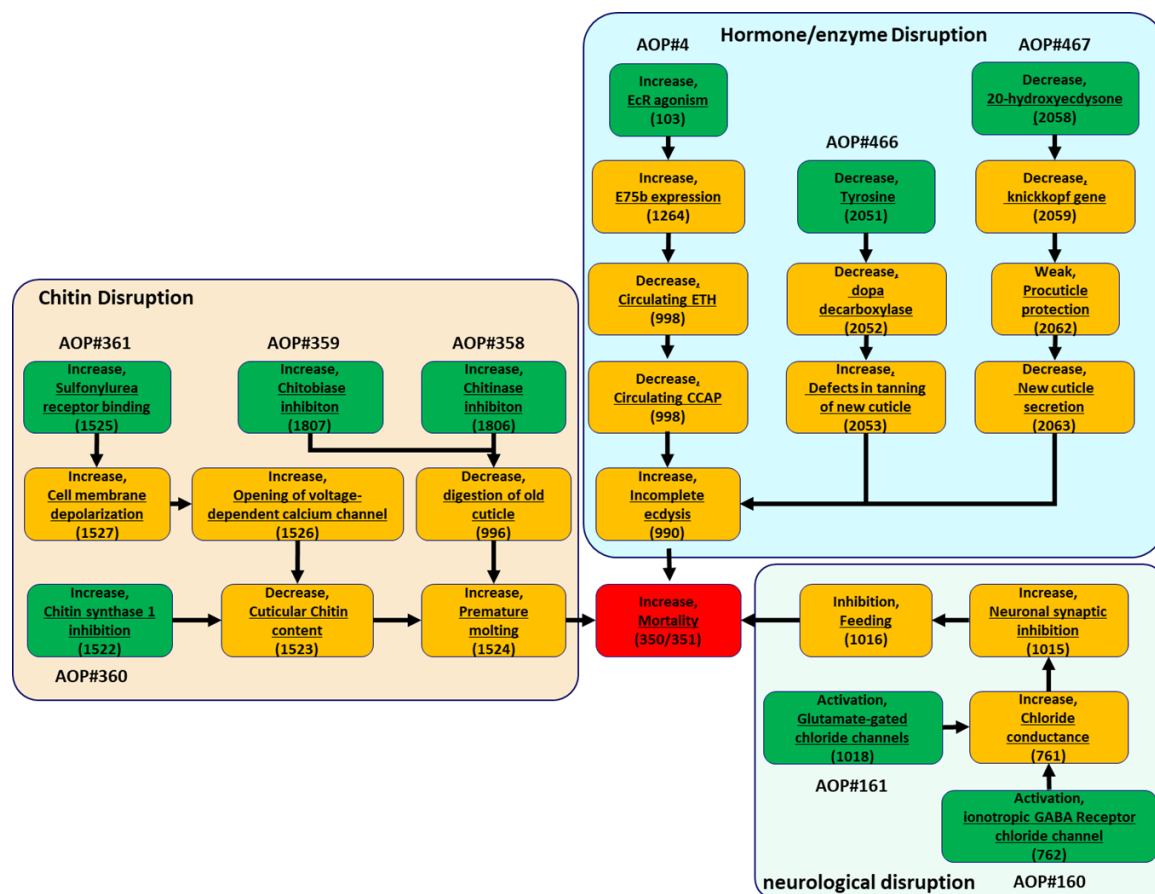 Hormone/enzyme Disruption
AOP#4
Increase,
EcR agonism
(103)
Increase,
E75b expression
(1264)
Decrease,
Circulating ETH
(998)
Decrease,
Circulating CCAP
(998)
Increase,
Incomplete
ecdysis
(990)
AOP#466
Decrease,
Tyrosine
(2051)
Decrease,
dopa
decarboxylase
(2052)
Increase,
Defects in tanning
of new cuticle
(2053)
AOP#467
Decrease,
20-hydroxyecdysone
(2058)
Decrease,
knickkopf gene
(2059)
Weak,
Procuticle
protection
(2062)
Decrease,
New cuticle
secretion
(2063)
Chitin Disruption
AOP#361
Increase,
Sulfonylurea
receptor binding
(1525)
AOP#359
Increase,
Chitobiase
inhibiton
(1807)
AOP#358
Increase,
Chitinase
inhibiton
(1806)
Increase,
Cell membrane
depolarization
(1527)
Increase,
Opening of voltage-
dependent calcium channel
(1526)
Decrease,
digestion of old
cuticle
(996)
Increase,
Chitin synthase 1
inhibition
(1522)
AOP#360
Decrease,
Cuticular Chitin
content
(1523)
Increase,
Premature
molting
(1524)
Increase,
Mortality
(350/351)
Inhibition,
Feeding
(1016)
Increase,
Neuronal synaptic
inhibition
(1015)
Activation,
Glutamate-gated
chloride channels
(1018)
AOP#161
Increase,
Chloride
conductance
(761)
Activation,
ionotropic GABA Receptor
chloride channel
(762)
AOP#160
neurological disruption